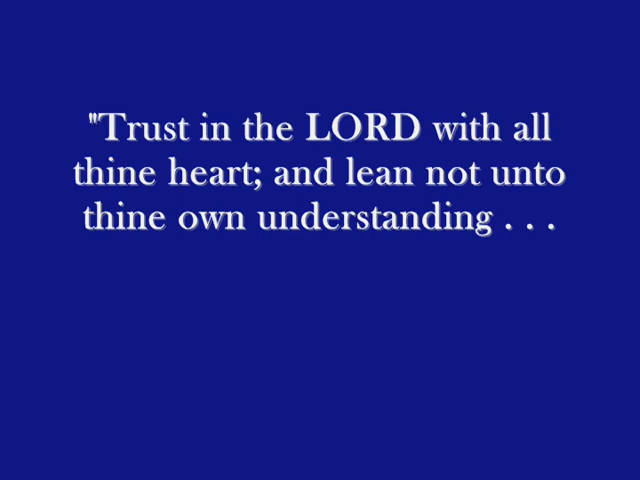 "Trust in the LORD with all
thine heart; and lean not unto
thine own understanding . . .